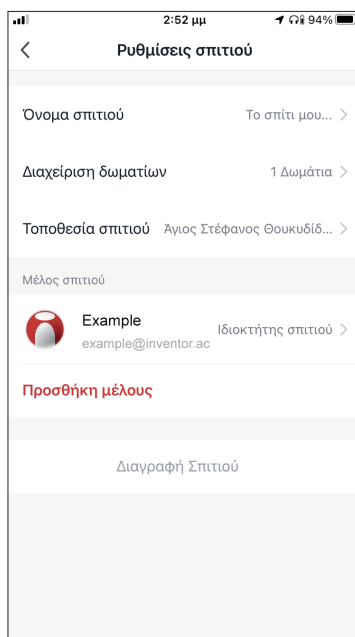 2:52 μμ 94%
Ρυθμίσεις σπιτιού
Όνομα σπιτιού Το σπίτι μου...
Διαχείριση δωματίων 1 Δωμάτια
Τοποθεσία σπιτιού Άγιος Στέφανος Θουκυδίδ...
Μέλος σπιτιού
Example
Ιδιοκτήτης σπιτιού
example@inventor.ac
Προσθήκη μέλους
Διαγραφή Σπιτιού